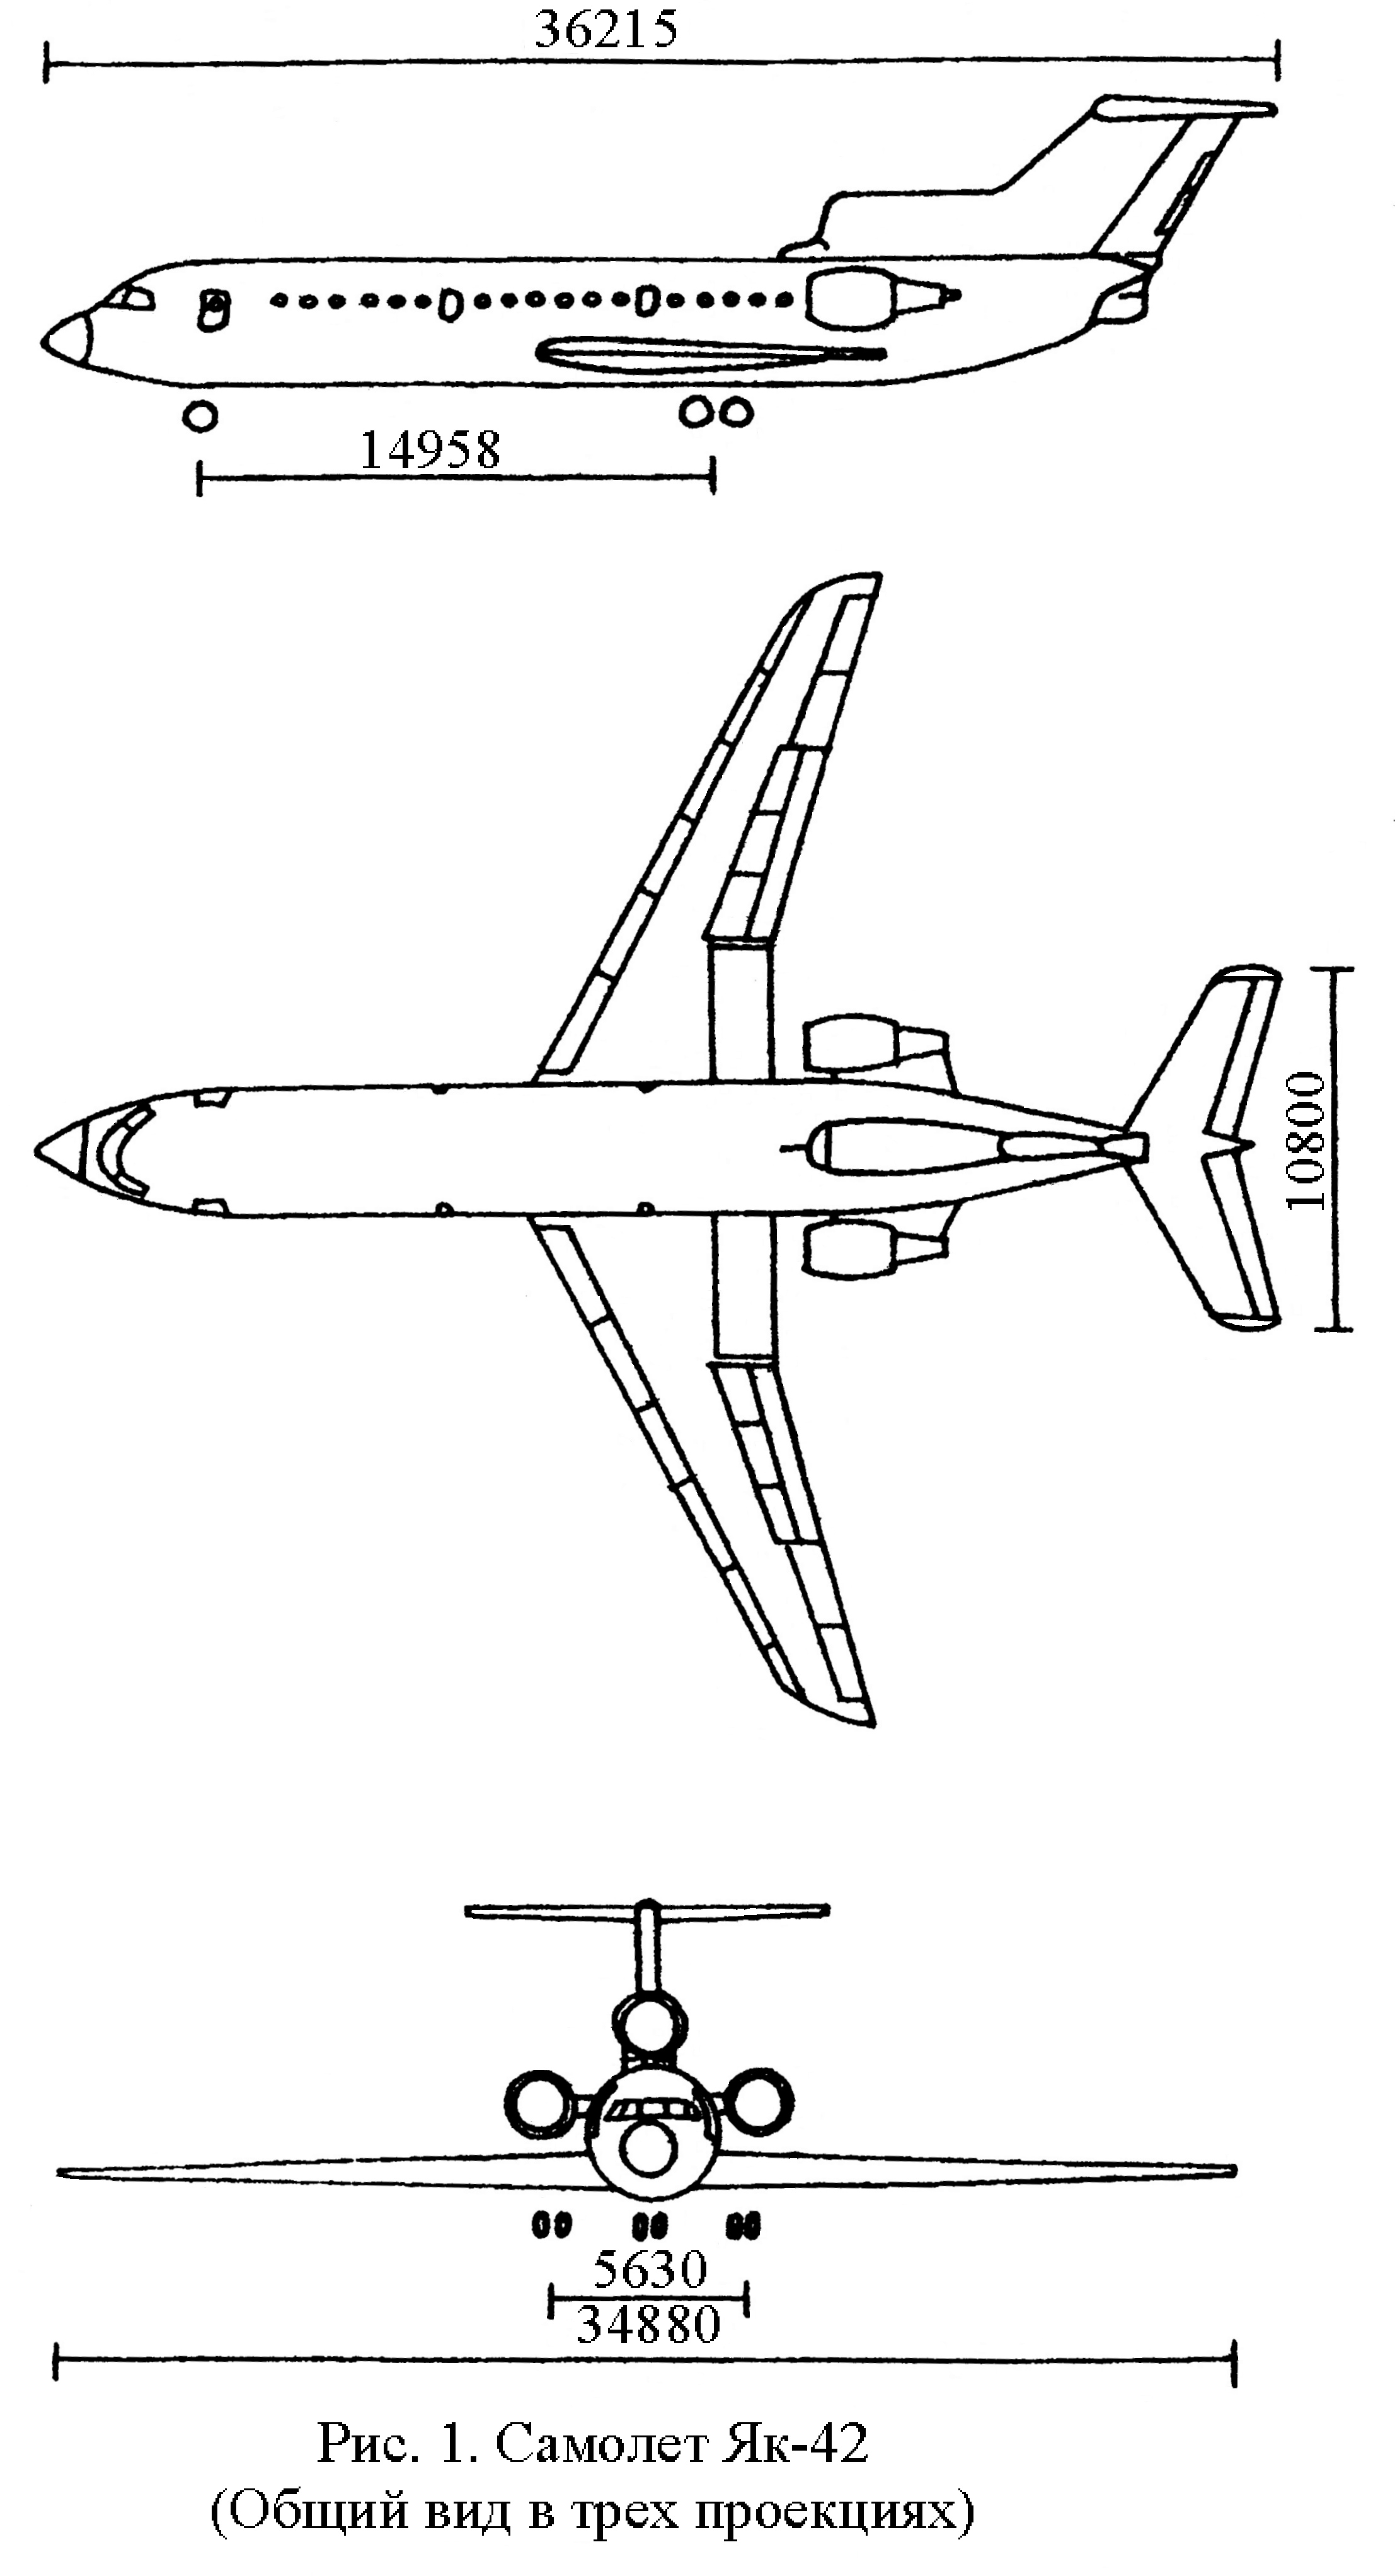 36215
14958
10800
5630
34880
Рис. 1. Самолет Як-42
(Общий вид в трех проекциях)